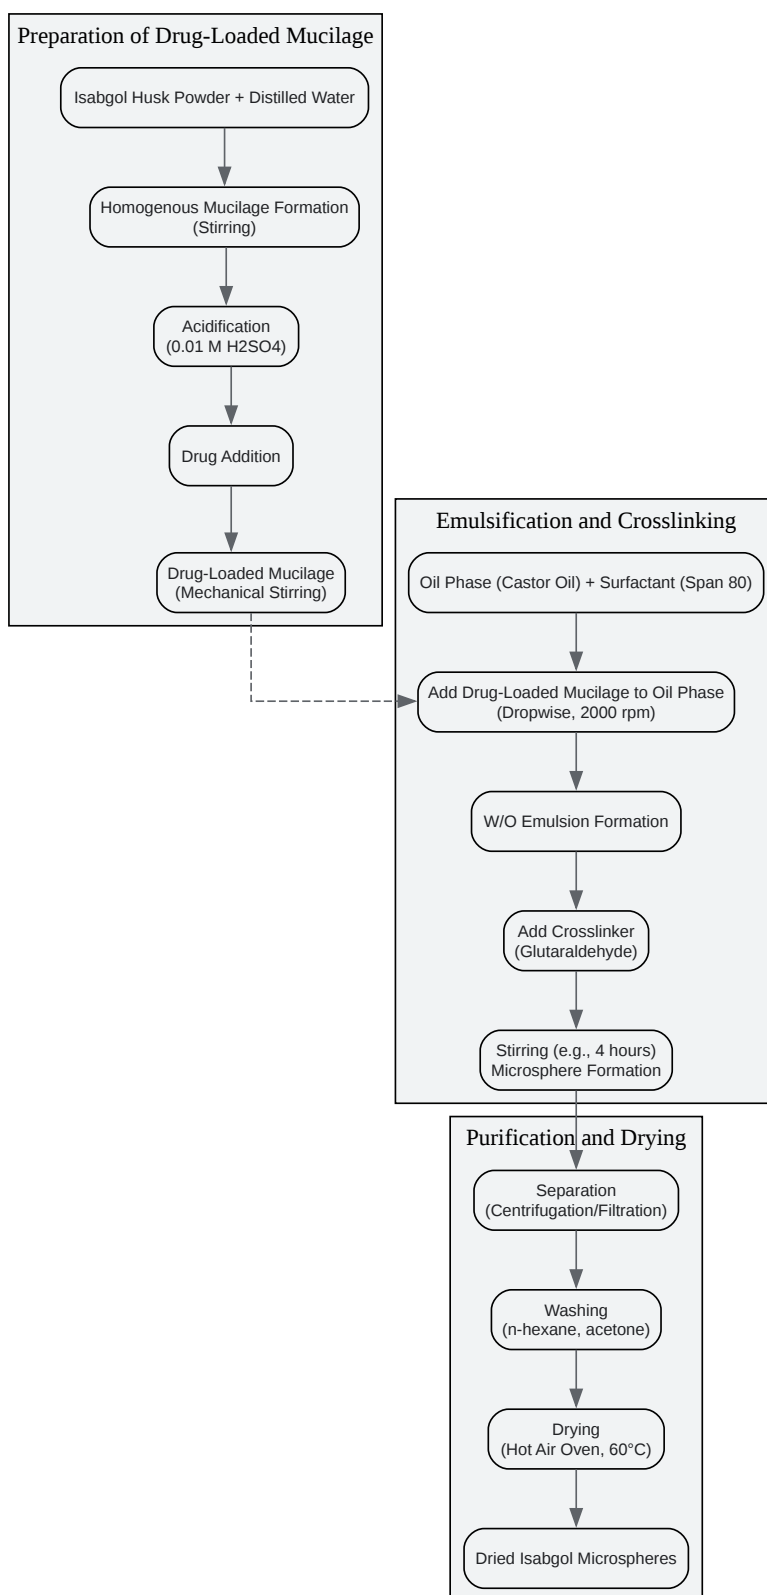 Preparation of Drug-Loaded Mucilage
Isabgol Husk Powder + Distilled Water
Homogenous Mucilage Formation
(Stirring)
Acidification
(0.01 M H2SO4)
Drug Addition
Drug-Loaded Mucilage
(Mechanical Stirring)
Emulsification and Crosslinking
Oil Phase (Castor Oil) + Surfactant (Span 80)
Add Drug-Loaded Mucilage to Oil Phase
(Dropwise, 2000 rpm)
W/O Emulsion Formation
Add Crosslinker
(Glutaraldehyde)
Stirring (e.g., 4 hours)
Microsphere Formation
Purification and Drying
Separation
(Centrifugation/Filtration)
Washing
(n-hexane, acetone)
Drying
(Hot Air Oven, 60°C)
Dried Isabgol Microspheres